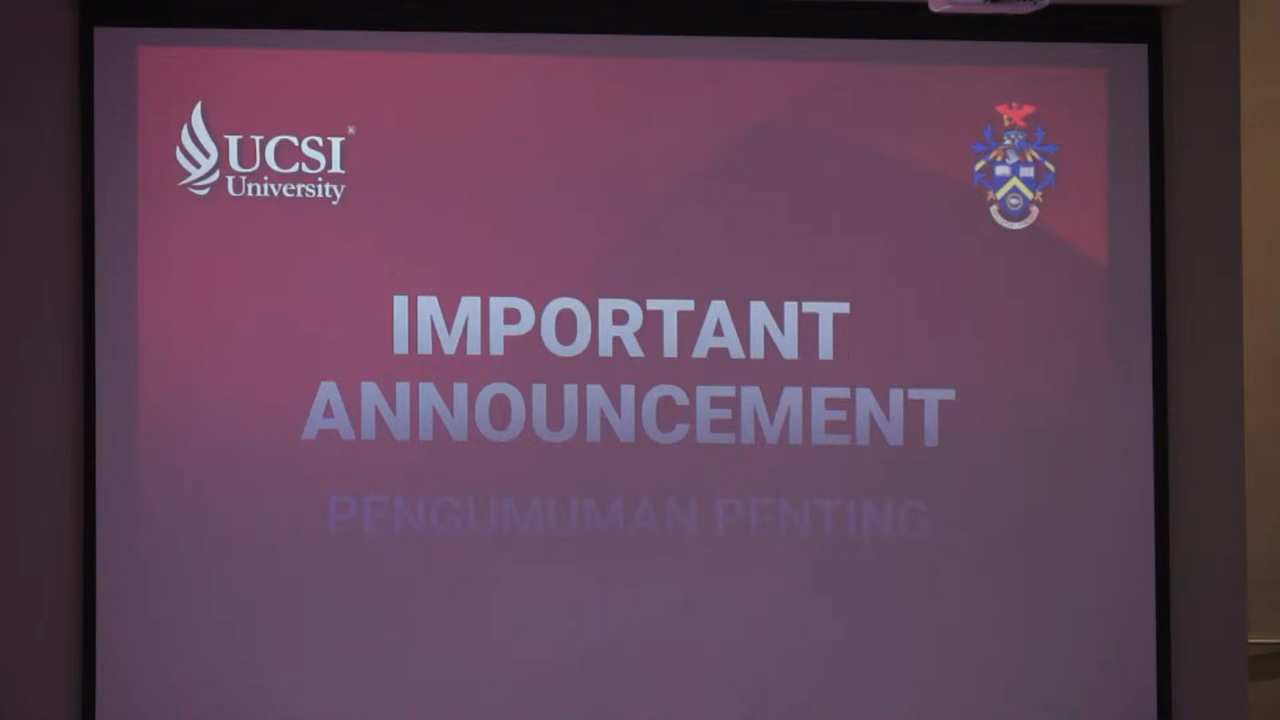 UCSI®
University
IMPORTANT
ANNOUNCEMENT
PENGUMUMAN PENTING